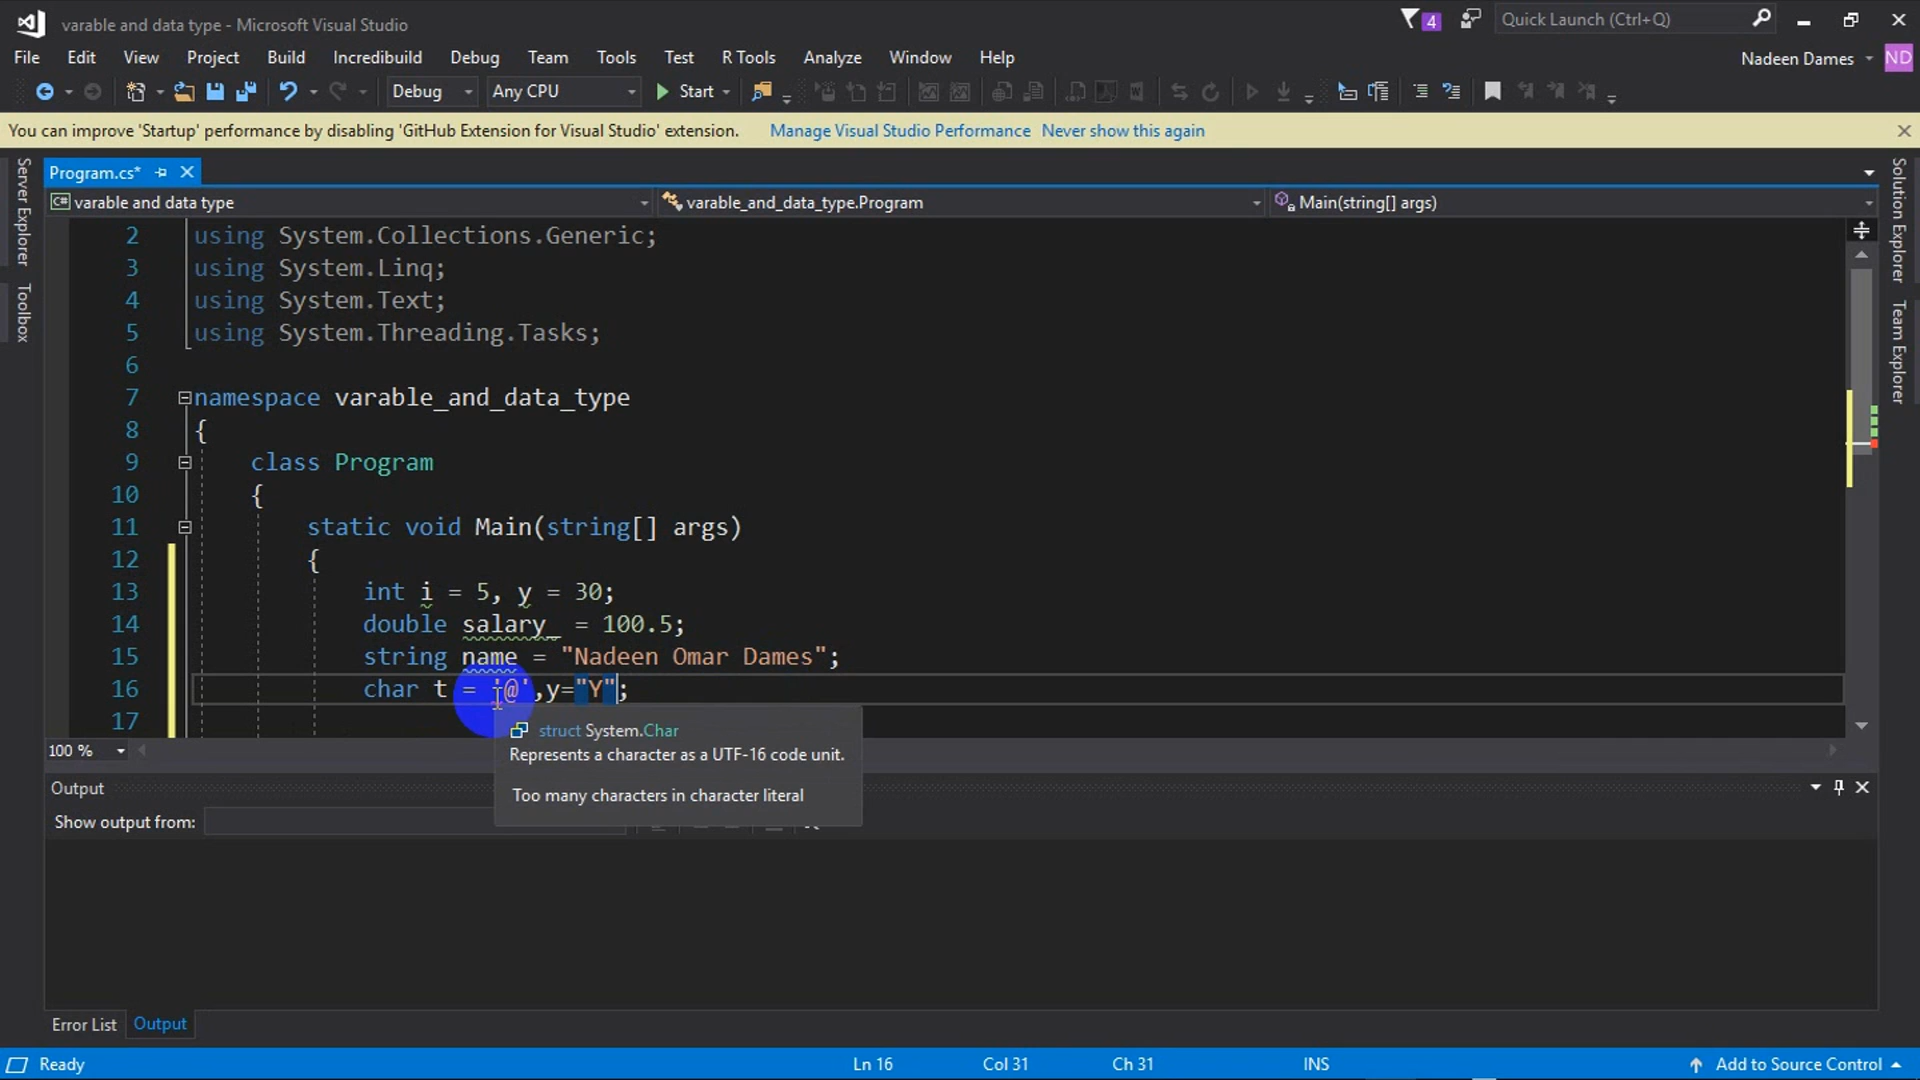 varable and data type - Microsoft Visual Studio
4
Quick Launch (Ctrl+Q)
File Edit View Project Build Incredibuild Debug Team Tools Test R Tools Analyze Window Help
Nadeen Dames ND
Debug Any CPU Start
You can improve 'Startup' performance by disabling 'GitHub Extension for Visual Studio' extension. Manage Visual Studio Performance Never show this again
Server Explorer
Toolbox
Program.cs*
Solution Explorer
Team Explorer
C# varable and data type varable_and_data_type.Program Main(string[] args)
2 using System.Collections.Generic;
3 using System.Linq;
4 using System.Text;
5 using System.Threading.Tasks;
6
7 namespace varable_and_data_type
8 {
9 class Program
10 {
11 static void Main(string[] args)
12 {
13 int i = 5, y = 30;
14 double salary_ = 100.5;
15 string name = "Nadeen Omar Dames";
16 char t = '@',y="Y";
17
struct System.Char
Represents a character as a UTF-16 code unit.
Too many characters in character literal
100 %
Output
Show output from:
Error List Output
Ready Ln 16 Col 31 Ch 31 INS Add to Source Control